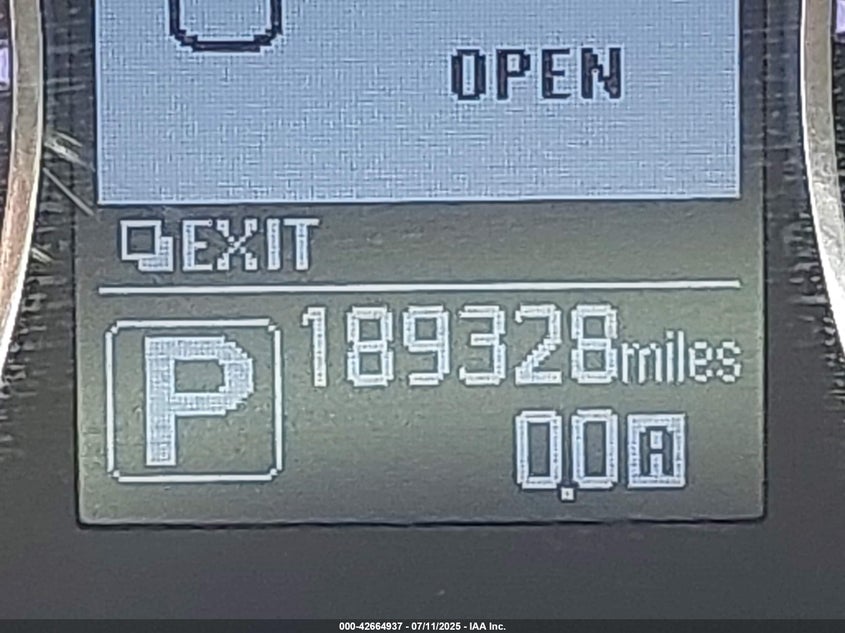 OPEN
EXIT
P
189328miles
0.0A
000-42664937 - 07/11/2025 - IAA Inc.